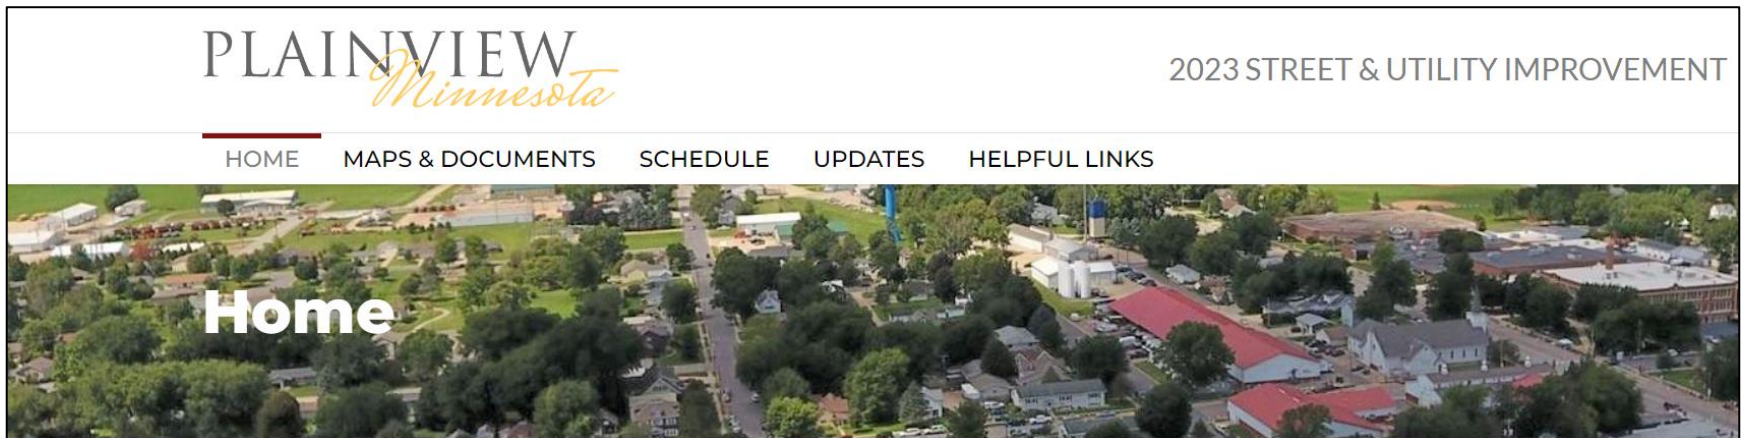 PLAINVIEW
Minnesota
2023 STREET & UTILITY IMPROVEMENT
HOME MAPS & DOCUMENTS SCHEDULE UPDATES HELPFUL LINKS
Home